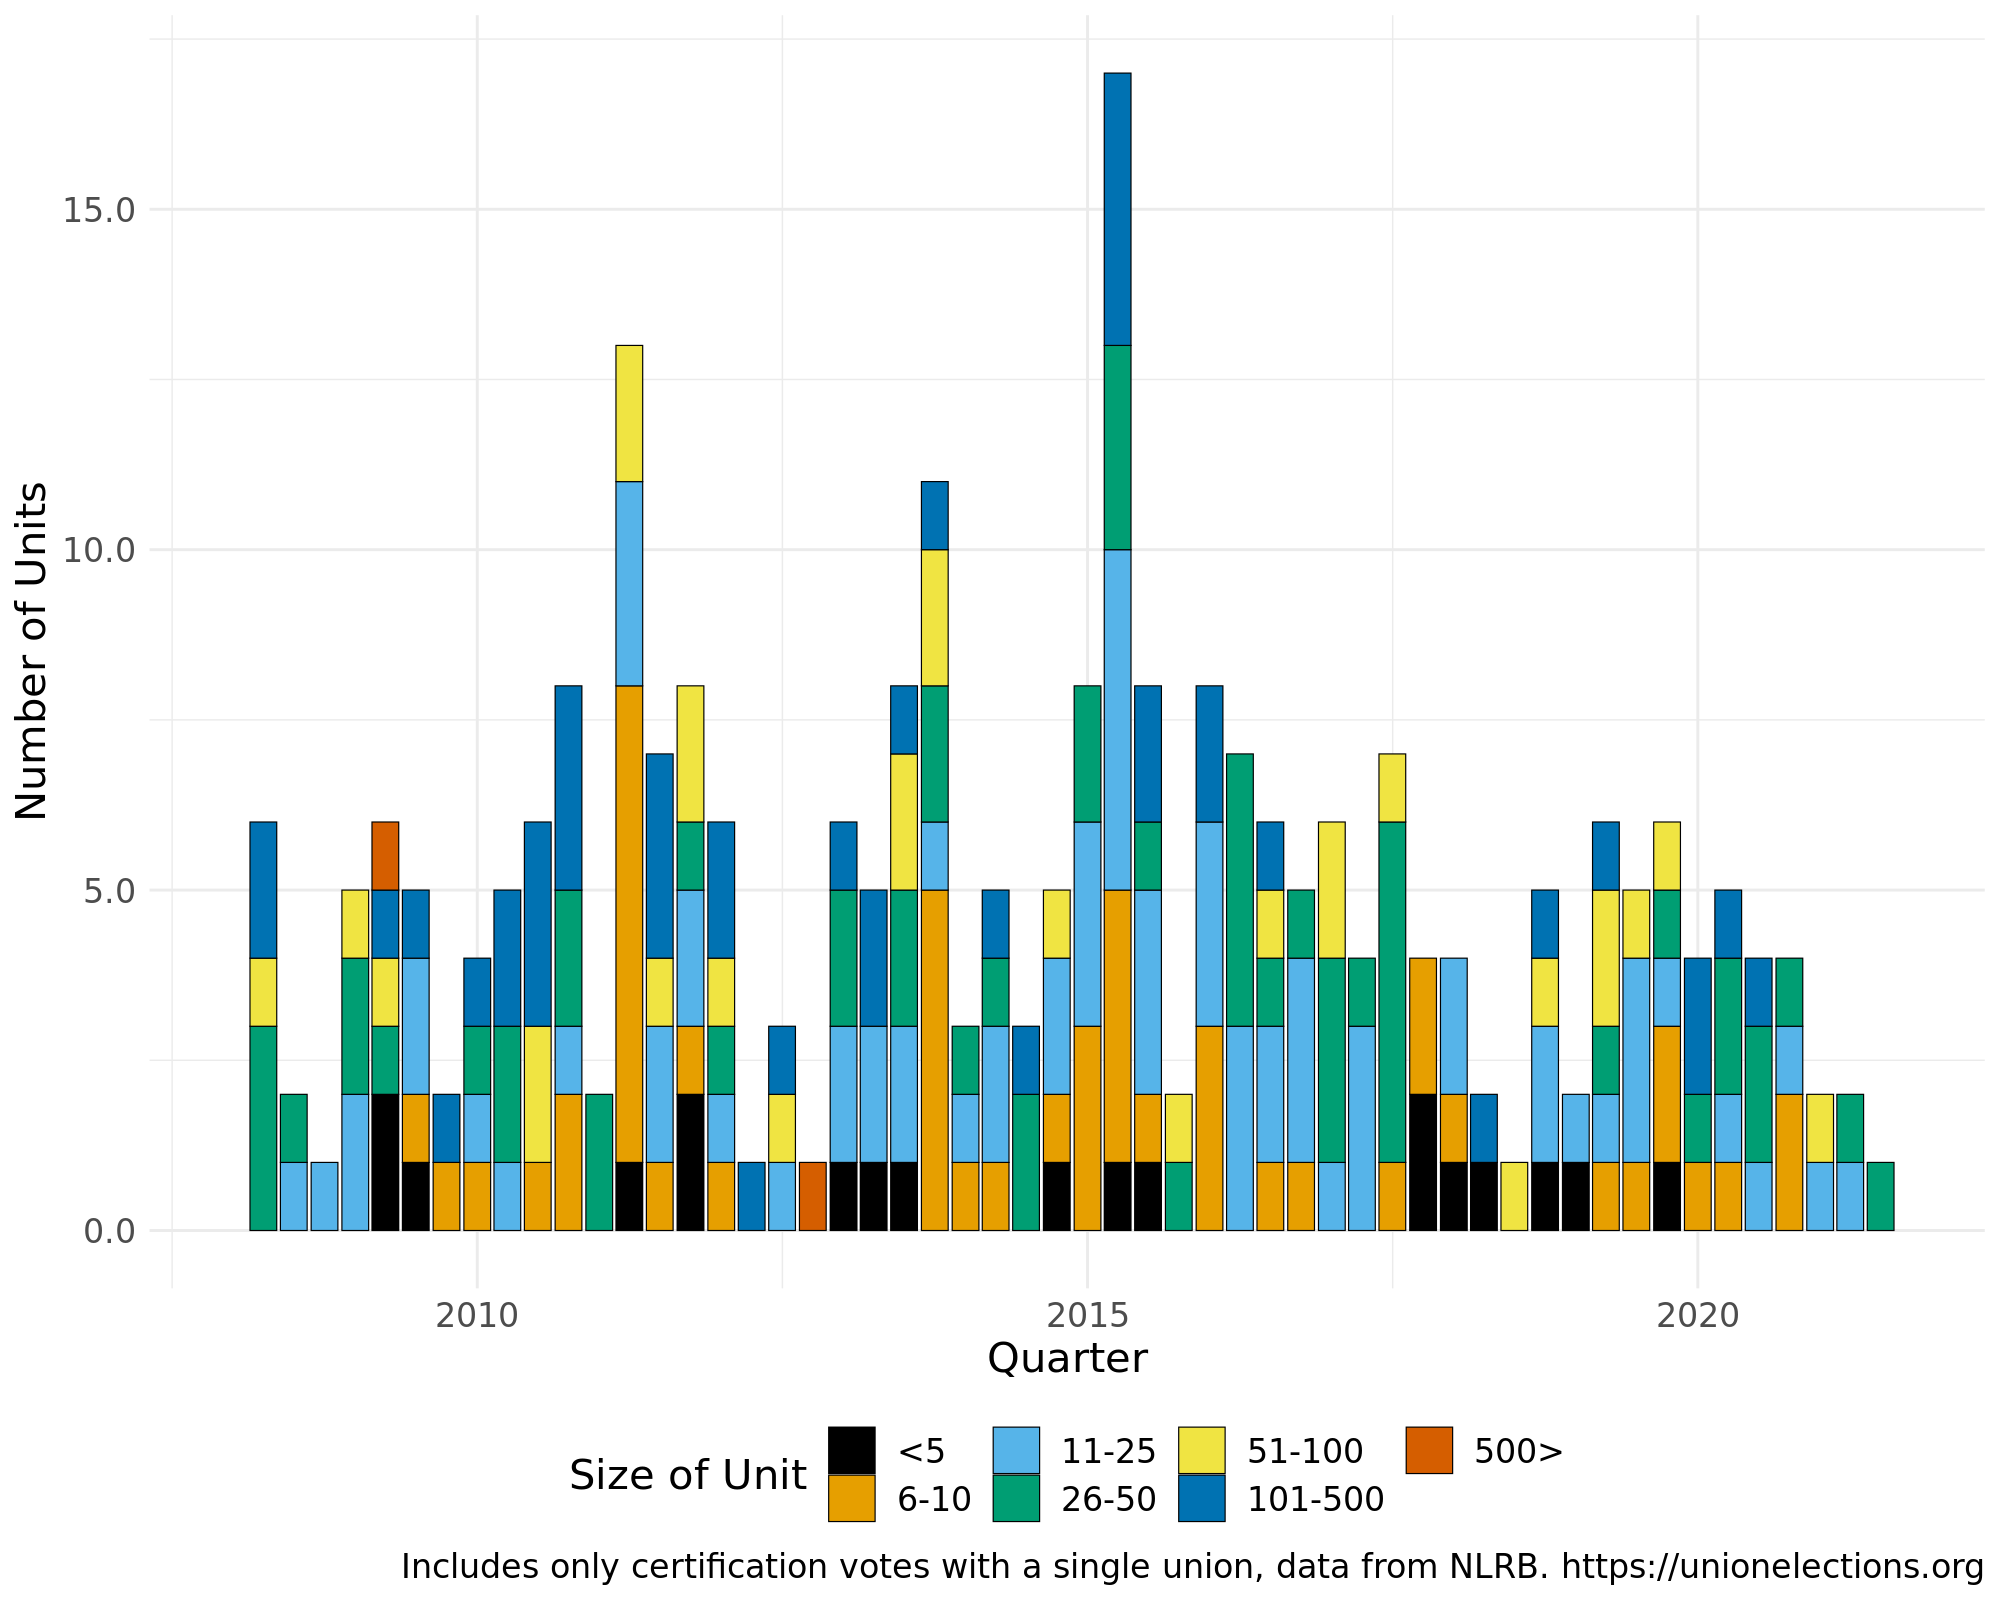 15.0
10.0
5.0
0.0
Number of Units
2010 2015 2020
Quarter
Size of Unit
<5 11-25 51-100 500>
6-10 26-50 101-500
Includes only certification votes with a single union, data from NLRB. https://unionelections.org